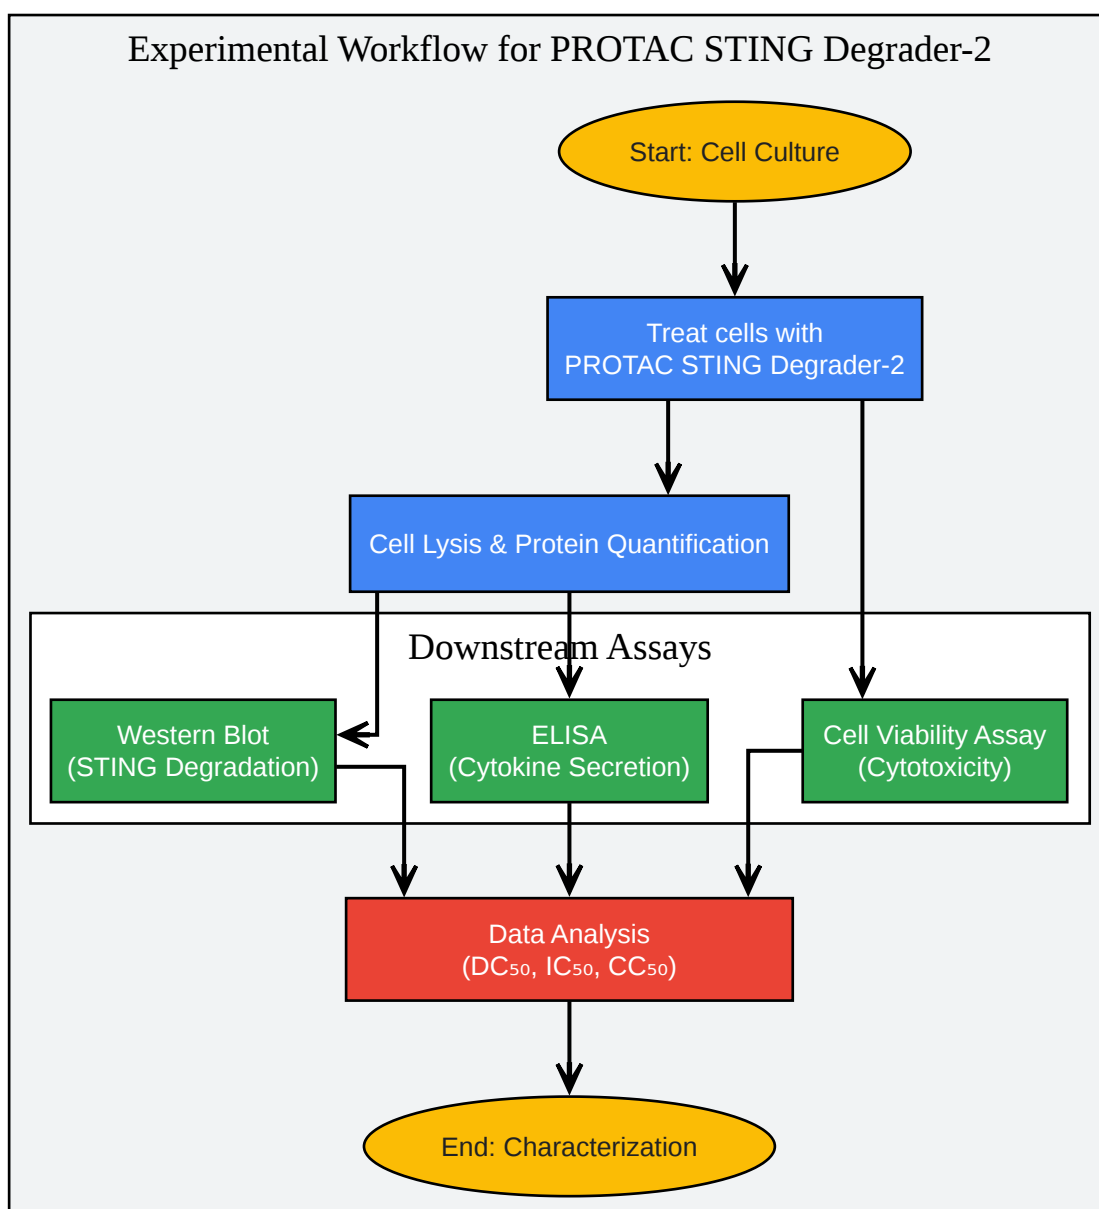 Experimental Workflow for PROTAC STING Degrader-2
Start: Cell Culture
Treat cells with
PROTAC STING Degrader-2
Cell Lysis & Protein Quantification
Downstream Assays
Western Blot
(STING Degradation)
ELISA
(Cytokine Secretion)
Cell Viability Assay
(Cytotoxicity)
Data Analysis
(DC₅₀, IC₅₀, CC₅₀)
End: Characterization